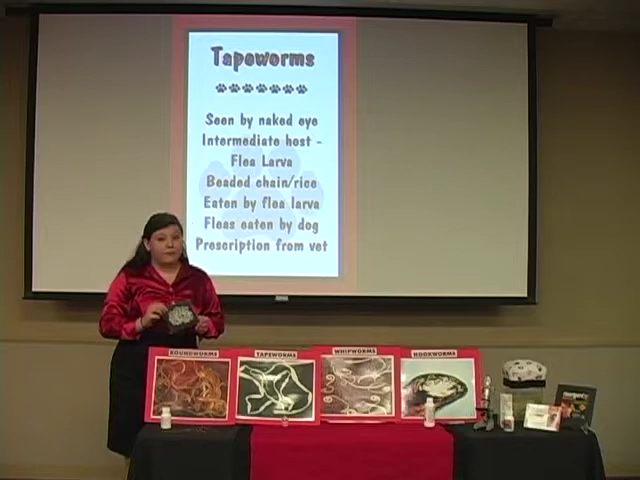 Tapeworms
Seen by naked eye
Intermediate host -
Flea Larva
Beaded chain/rice
Eaten by flea larva
Fleas eaten by dog
Prescription from vet
ROUNDWORMS
TAPEWORMS
WHIPWORMS
HOOKWORMS